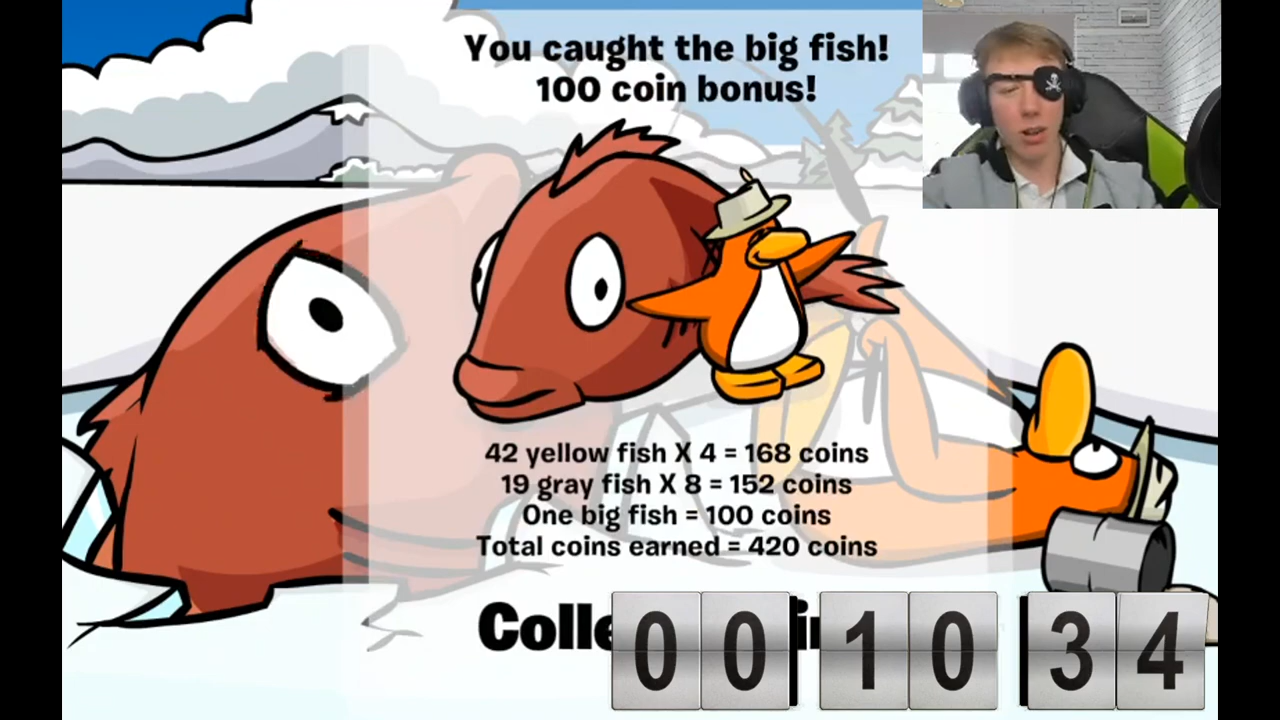 You caught the big fish!
100 coin bonus!
42 yellow fish X 4 = 168 coins
19 gray fish X 8 = 152 coins
One big fish = 100 coins
Total coins earned = 420 coins
00 10 34